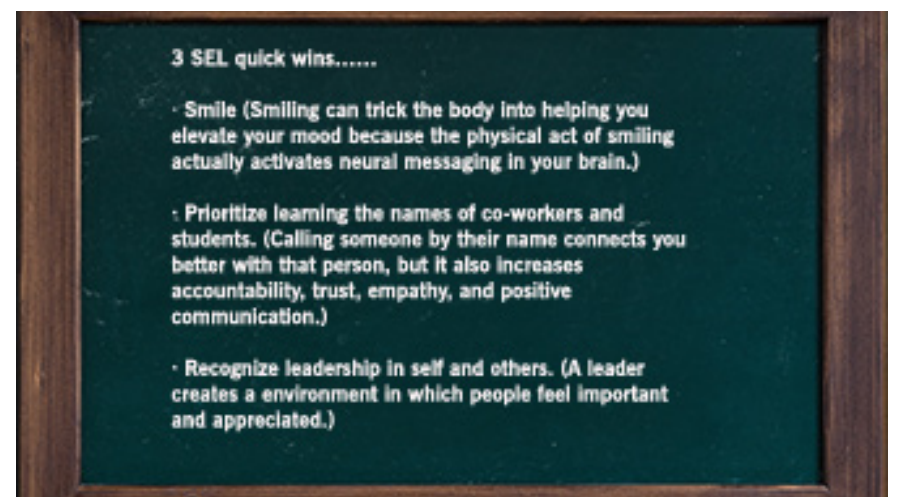 3 SEL quick wins......
· Smile (Smiling can trick the body into helping you
elevate your mood because the physical act of smiling
actually activates neural messaging in your brain.)
· Prioritize learning the names of co-workers and
students. (Calling someone by their name connects you
better with that person, but it also increases
accountability, trust, empathy, and positive
communication.)
· Recognize leadership in self and others. (A leader
creates a environment in which people feel important
and appreciated.)